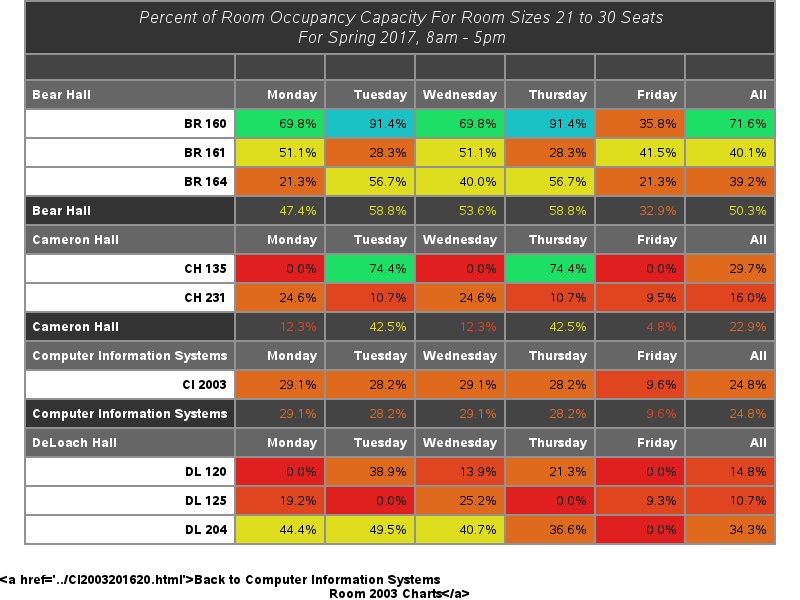 Percent of Room Occupancy Capacity For Room Sizes 21 to 30 Seats
For Spring 2017, 8am - 5pm
Bear Hall Monday Tuesday Wednesday Thursday Friday All
BR 160 69.8% 91.4% 69.8% 91.4% 35.8% 71.6%
BR 161 51.1% 28.3% 51.1% 28.3% 41.5% 40.1%
BR 164 21.3% 56.7% 40.0% 56.7% 21.3% 39.2%
Bear Hall 47.4% 58.8% 53.6% 58.8% 32.9% 50.3%
Cameron Hall Monday Tuesday Wednesday Thursday Friday All
CH 135 0.0% 74.4% 0.0% 74.4% 0.0% 29.7%
CH 231 24.6% 10.7% 24.6% 10.7% 9.5% 16.0%
Cameron Hall 12.3% 42.5% 12.3% 42.5% 4.8% 22.9%
Computer Information Systems Monday Tuesday Wednesday Thursday Friday All
CI 2003 29.1% 28.2% 29.1% 28.2% 9.6% 24.8%
Computer Information Systems 29.1% 28.2% 29.1% 28.2% 9.6% 24.8%
DeLoach Hall Monday Tuesday Wednesday Thursday Friday All
DL 120 0.0% 38.9% 13.9% 21.3% 0.0% 14.8%
DL 125 19.2% 0.0% 25.2% 0.0% 9.3% 10.7%
DL 204 44.4% 49.5% 40.7% 36.6% 0.0% 34.3%
<a href='../CI2003201620.html'>Back to Computer Information Systems
Room 2003 Charts</a>